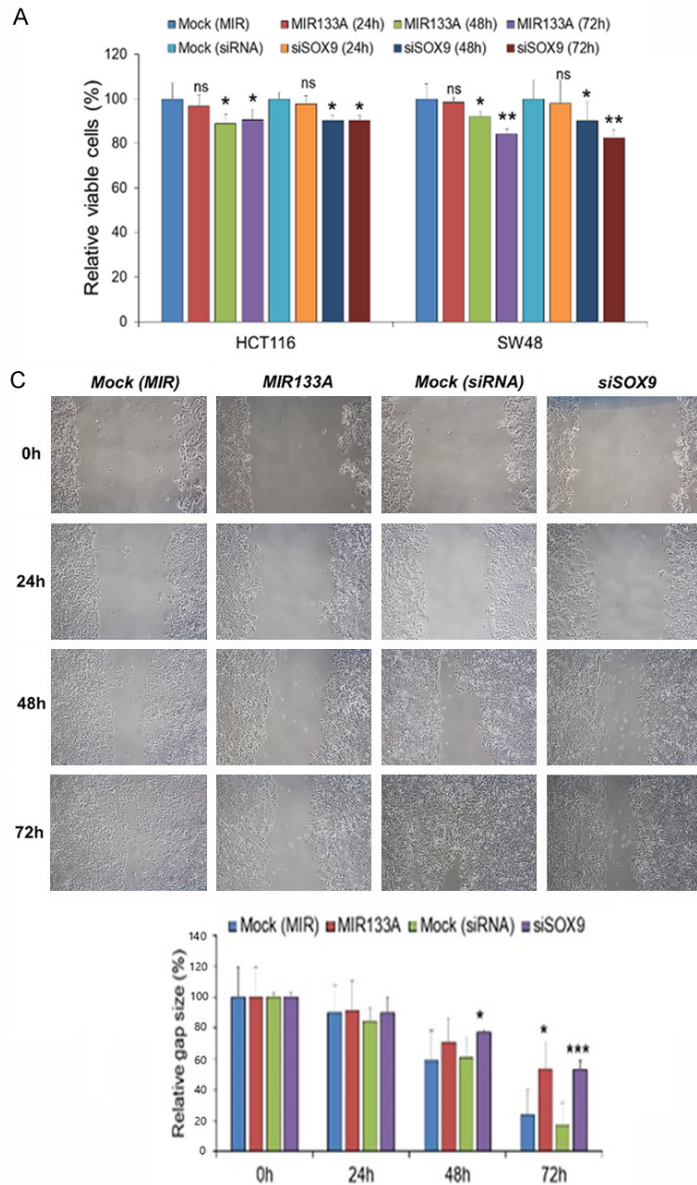 A
Mock (MIR) MIR133A (24h) MIR133A (48h) MIR133A (72h)
Mock (siRNA) siSOX9 (24h) siSOX9 (48h) siSOX9 (72h)
Relative viable cells (%)
120
100
80
60
40
20
0
ns * * ns * *
ns * ** ns * **
HCT116 SW48
C
Mock (MIR) MIR133A Mock (siRNA) siSOX9
0h
24h
48h
72h
Mock (MIR) MIR133A Mock (siRNA) siSOX9
Relative gap size (%)
140
120
100
80
60
40
20
0
* * ***
0h 24h 48h 72h